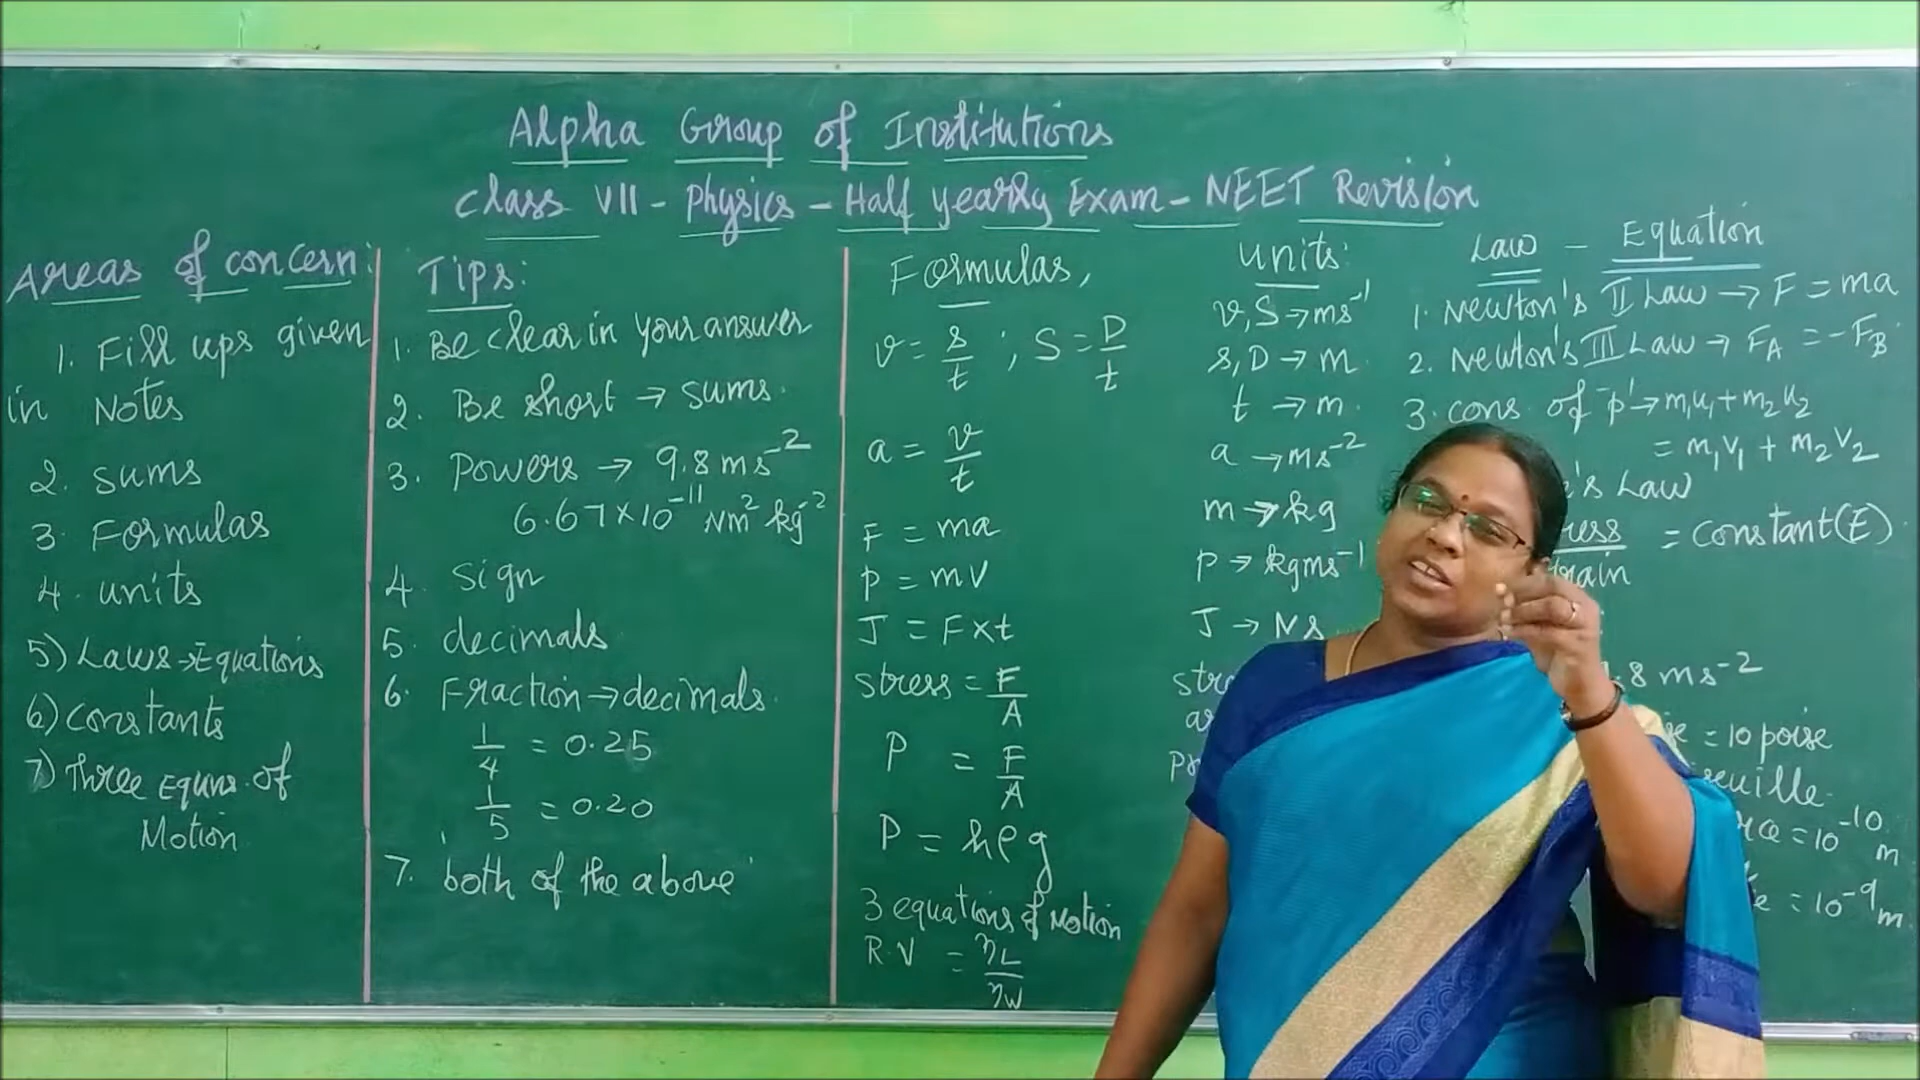 Alpha Group of Institutions
Class VII - Physics - Half yearly Exam - NEET Revision
Areas of concern:
1. Fill ups given
in Notes
2. sums
3. Formulas
4. units
5) Laws → Equations
6) constants
7) Three Equns. of
Motion
Tips:
1. Be clear in your answer
2. Be short → sums.
3. Powers → 9.8 ms⁻²
6.67 × 10⁻¹¹ Nm² kg⁻²
4. sign
5. decimals
6. Fraction → decimals.
1/4 = 0.25
1/5 = 0.20
7. both of the above
Formulas,
v = s/t ; S = D/t
a = v/t
F = ma
p = mv
J = F×t
stress = F/A
P = F/A
P = hρg
3 equations of Motion
R.V = ηL/ηw
units:
v, S → ms⁻¹
s, D → m
t → m
a → ms⁻²
m → kg
p → kgms⁻¹
J → Ns
Law - Equation
1. Newton's II Law → F = ma
2. Newton's III Law → FA = -FB
3. cons. of 'p' → m₁u₁ + m₂u₂
= m₁v₁ + m₂v₂
Law
= constant (E)
.8 ms⁻²
= 10 poise
= 10⁻¹⁰ m
= 10⁻⁹ m